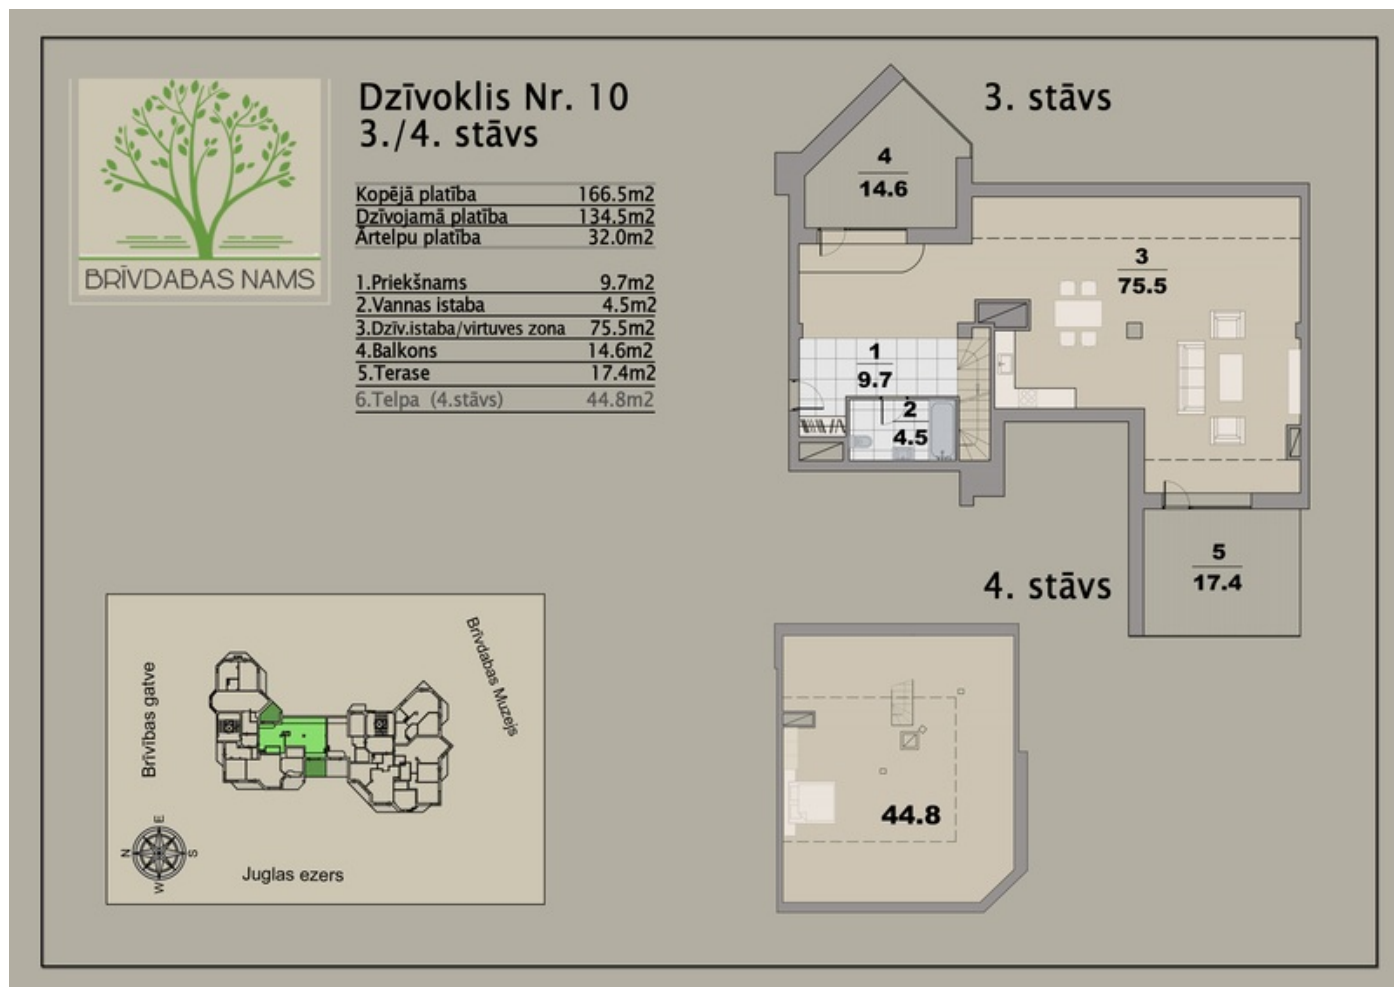 BRĪVDABAS NAMS
Dzīvoklis Nr. 10
3./4. stāvs
Kopējā platība 166.5m2
Dzīvojamā platība 134.5m2
Ārtelpu platība 32.0m2
1.Priekšnams 9.7m2
2.Vannas istaba 4.5m2
3.Dzīv.istaba/virtuves zona 75.5m2
4.Balkons 14.6m2
5.Terase 17.4m2
6.Telpa (4.stāvs) 44.8m2
3. stāvs
4
14.6
3
75.5
1
9.7
2
4.5
5
17.4
4. stāvs
44.8
Brīvības gatve
Brīvdabas Muzejs
Juglas ezers
E
N
S
W